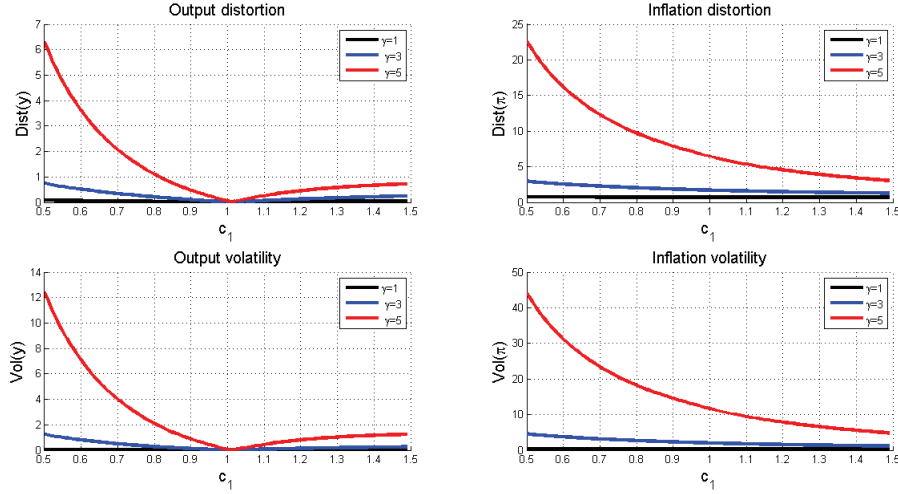 Output distortion
Dist(y)
7
6
5
4
3
2
1
0
γ=1
γ=3
γ=5
0.5 0.6 0.7 0.8 0.9 1 1.1 1.2 1.3 1.4 1.5
c1
Inflation distortion
Dist(π)
25
20
15
10
5
0
γ=1
γ=3
γ=5
0.5 0.6 0.7 0.8 0.9 1 1.1 1.2 1.3 1.4 1.5
c1
Output volatility
Vol(y)
14
12
10
8
6
4
2
0
γ=1
γ=3
γ=5
0.5 0.6 0.7 0.8 0.9 1 1.1 1.2 1.3 1.4 1.5
c1
Inflation volatility
Vol(π)
50
40
30
20
10
0
γ=1
γ=3
γ=5
0.5 0.6 0.7 0.8 0.9 1 1.1 1.2 1.3 1.4 1.5
c1